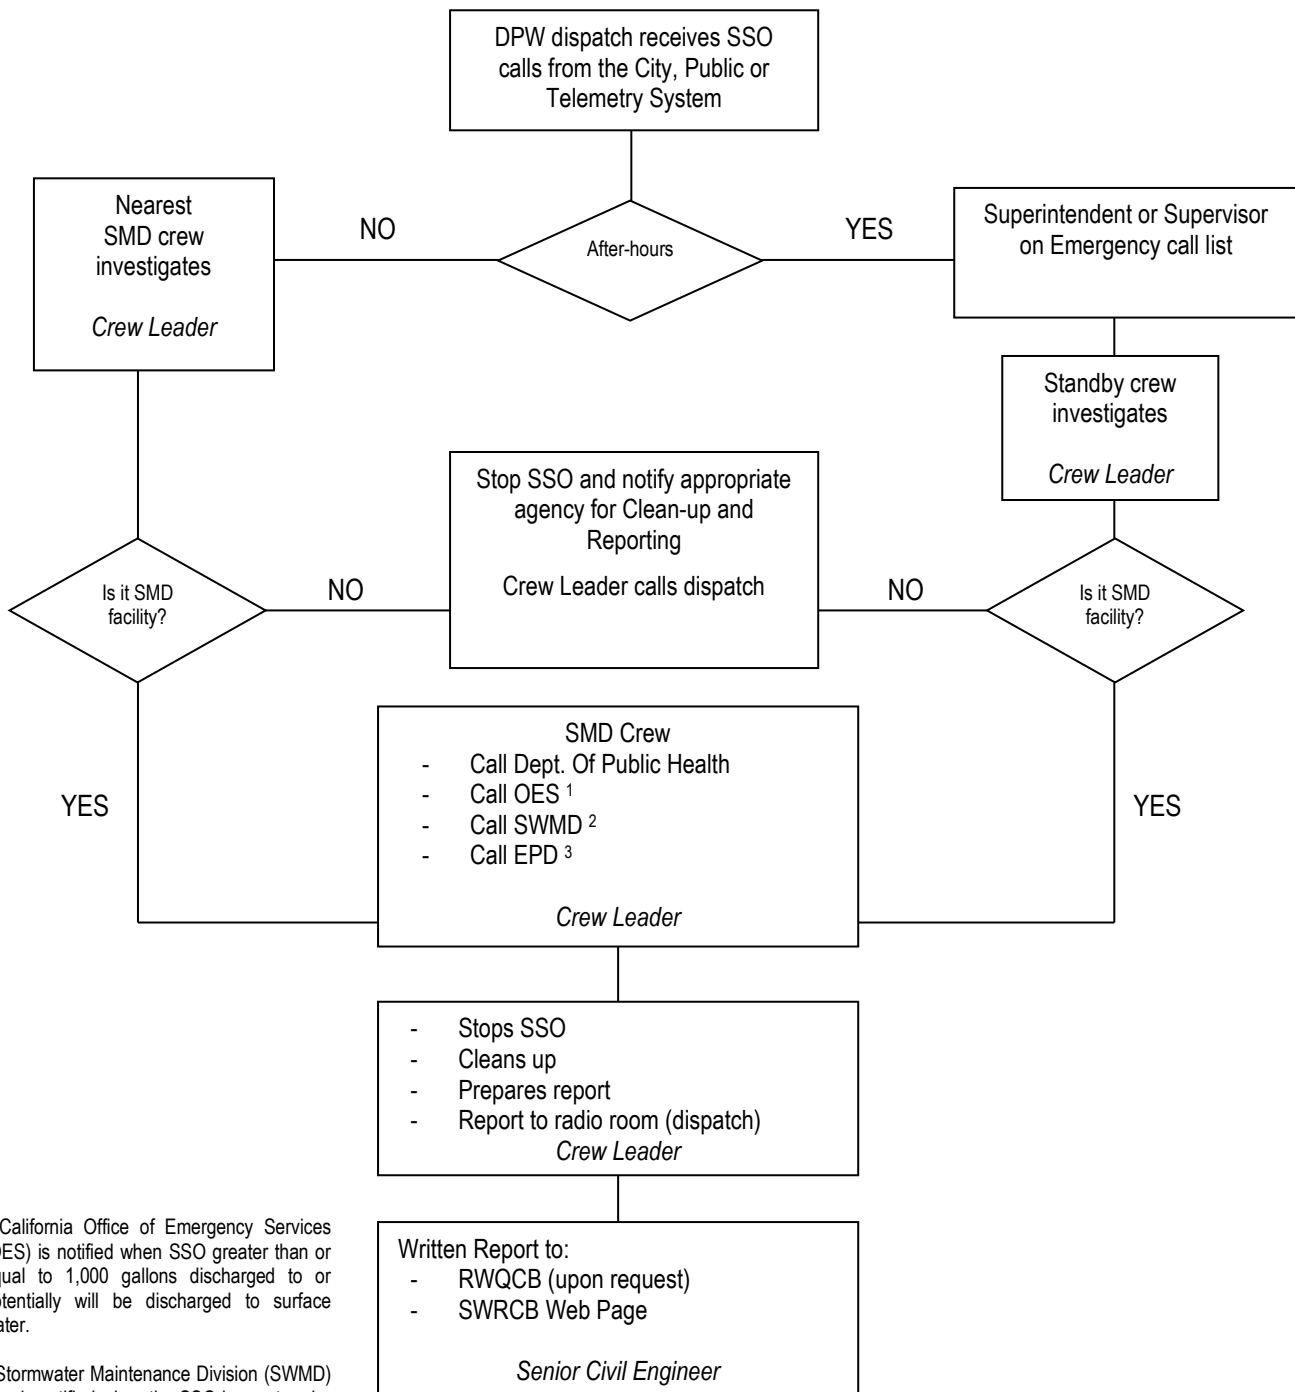 DPW dispatch receives SSO
calls from the City, Public or
Telemetry System
Nearest
SMD crew
investigates
Crew Leader
NO
After-hours
YES
Superintendent or Supervisor
on Emergency call list
Standby crew
investigates
Crew Leader
Stop SSO and notify appropriate
agency for Clean-up and
Reporting
Crew Leader calls dispatch
Is it SMD
facility?
NO
NO
Is it SMD
facility?
YES
SMD Crew
- Call Dept. Of Public Health
- Call OES 1
- Call SWMD 2
- Call EPD 3
Crew Leader
YES
- Stops SSO
- Cleans up
- Prepares report
- Report to radio room (dispatch)
Crew Leader
California Office of Emergency Services
is notified when SSO greater than or
to 1,000 gallons discharged to or
will be discharged to surface
Stormwater Maintenance Division (SWMD)
Written Report to:
- RWQCB (upon request)
- SWRCB Web Page
Senior Civil Engineer